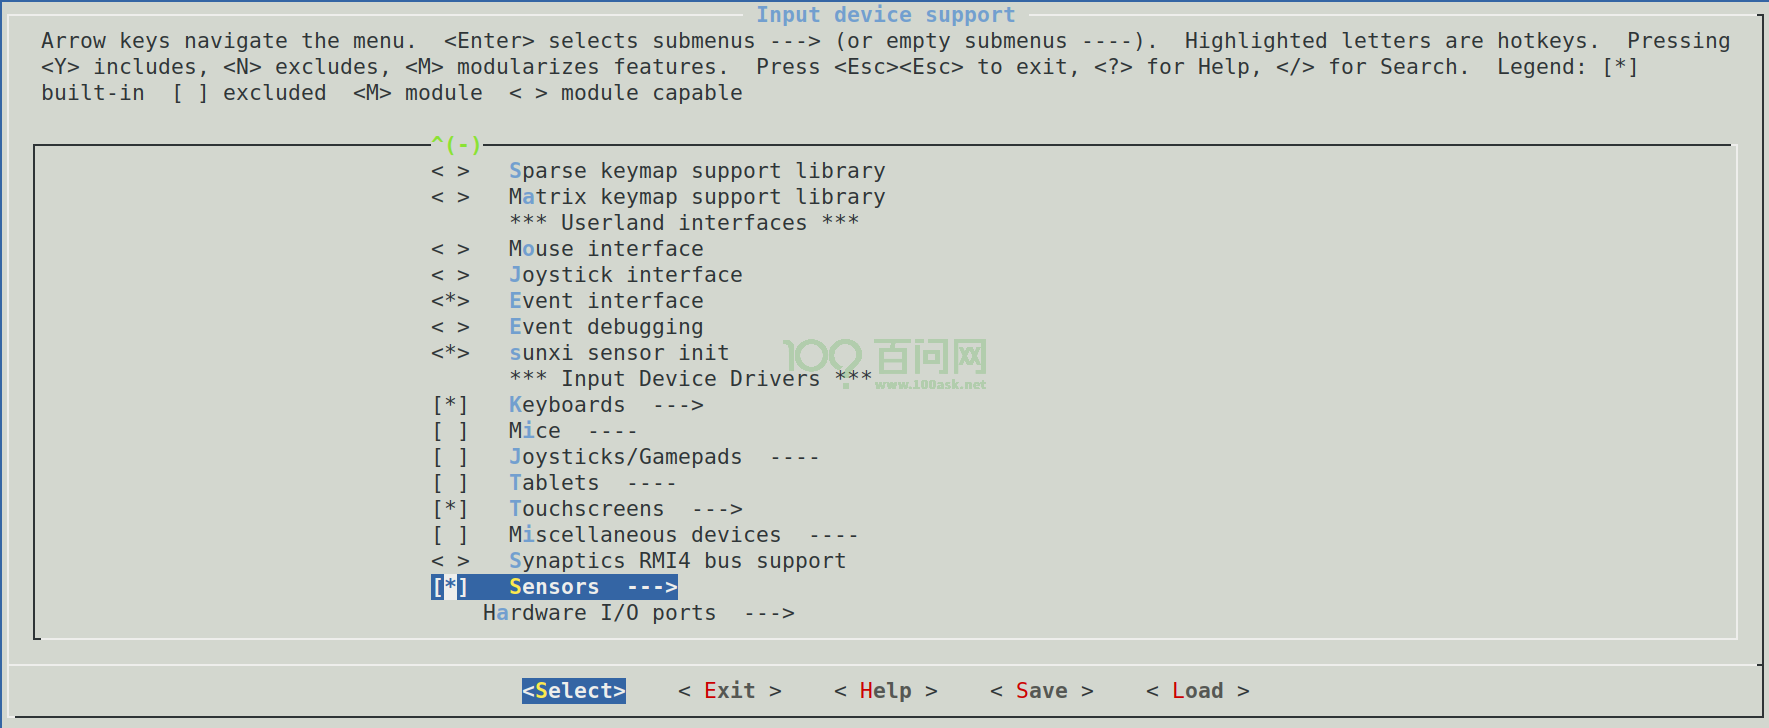 Input device support
Arrow keys navigate the menu.  <Enter> selects submenus ---> (or empty submenus ----).  Highlighted letters are hotkeys.  Pressing
<Y> includes, <N> excludes, <M> modularizes features.  Press <Esc><Esc> to exit, <?> for Help, </> for Search.  Legend: [*]
built-in  [ ] excluded  <M> module  < > module capable
^(-)
< >   Sparse keymap support library
< >   Matrix keymap support library
*** Userland interfaces ***
< >   Mouse interface
< >   Joystick interface
<*>   Event interface
< >   Event debugging
<*>   sunxi sensor init
100? 百问网
www.100ask.net
*** Input Device Drivers ***
[*]   Keyboards  --->
[ ]   Mice  ----
[ ]   Joysticks/Gamepads  ----
[ ]   Tablets  ----
[*]   Touchscreens  --->
[ ]   Miscellaneous devices  ----
< >   Synaptics RMI4 bus support
[*]   Sensors  --->
Hardware I/O ports  --->
<Select>    < Exit >    < Help >    < Save >    < Load >